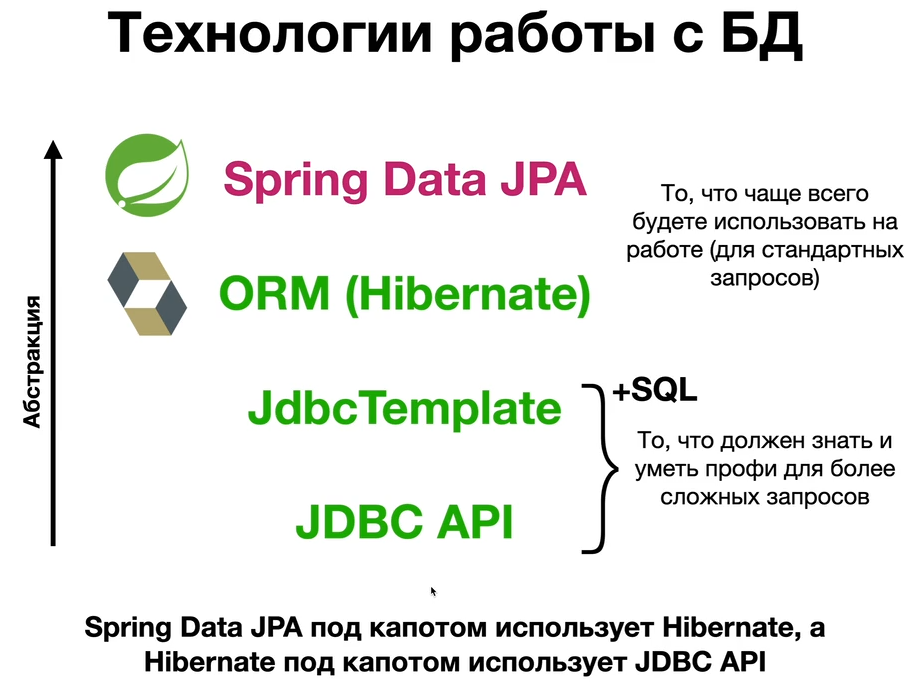 Технологии работы с БД
Spring Data JPA
То, что чаще всего
будете использовать на
работе (для стандартных
запросов)
ORM (Hibernate)
Абстракция
JdbcTemplate
+SQL
То, что должен знать и
уметь профи для более
сложных запросов
JDBC API
Spring Data JPA под капотом использует Hibernate, а
Hibernate под капотом использует JDBC API